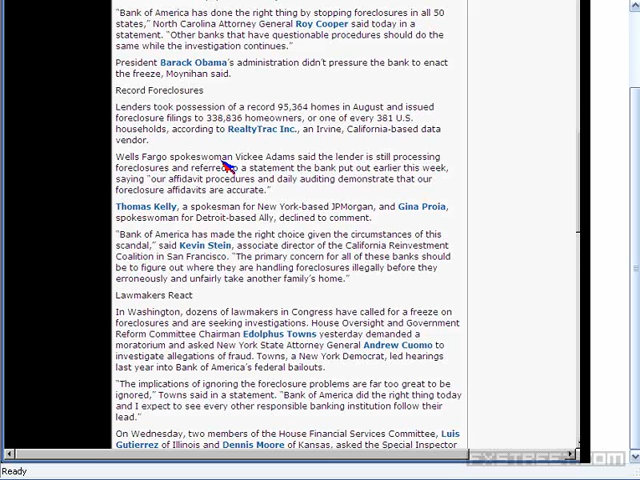 “Bank of America has done the right thing by stopping foreclosures in all 50
states,” North Carolina Attorney General Roy Cooper said today in a
statement. “Other banks that have questionable procedures should do the
same while the investigation continues.”
President Barack Obama’s administration didn’t pressure the bank to enact
the freeze, Moynihan said.
Record Foreclosures
Lenders took possession of a record 95,364 homes in August and issued
foreclosure filings to 338,836 homeowners, or one of every 381 U.S.
households, according to RealtyTrac Inc., an Irvine, California-based data
vendor.
Wells Fargo spokeswoman Vickee Adams said the lender is still processing
foreclosures and referred to a statement the bank put out earlier this week,
saying “our affidavit procedures and daily auditing demonstrate that our
foreclosure affidavits are accurate.”
Thomas Kelly, a spokesman for New York-based JPMorgan, and Gina Proia,
spokeswoman for Detroit-based Ally, declined to comment.
“Bank of America has made the right choice given the circumstances of this
scandal,” said Kevin Stein, associate director of the California Reinvestment
Coalition in San Francisco. “The primary concern for all of these banks should
be to figure out where they are handling foreclosures illegally before they
erroneously and unfairly take another family’s home.”
Lawmakers React
In Washington, dozens of lawmakers in Congress have called for a freeze on
foreclosures and are seeking investigations. House Oversight and Government
Reform Committee Chairman Edolphus Towns yesterday demanded a
moratorium and asked New York State Attorney General Andrew Cuomo to
investigate allegations of fraud. Towns, a New York Democrat, led hearings
last year into Bank of America’s federal bailouts.
“The implications of ignoring the foreclosure problems are far too great to be
ignored,” Towns said in a statement. “Bank of America did the right thing today
and I expect to see every other responsible banking institution follow their
lead.”
On Wednesday, two members of the House Financial Services Committee, Luis
Gutierrez of Illinois and Dennis Moore of Kansas, asked the Special Inspector
Ready